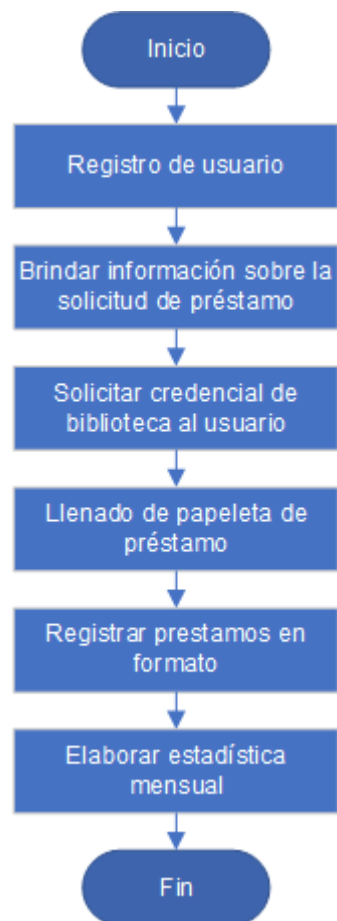 Inicio
Registro de usuario
Brindar información sobre la
solicitud de préstamo
Solicitar credencial de
biblioteca al usuario
Llenado de papeleta de
préstamo
Registrar prestamos en
formato
Elaborar estadística
mensual
Fin